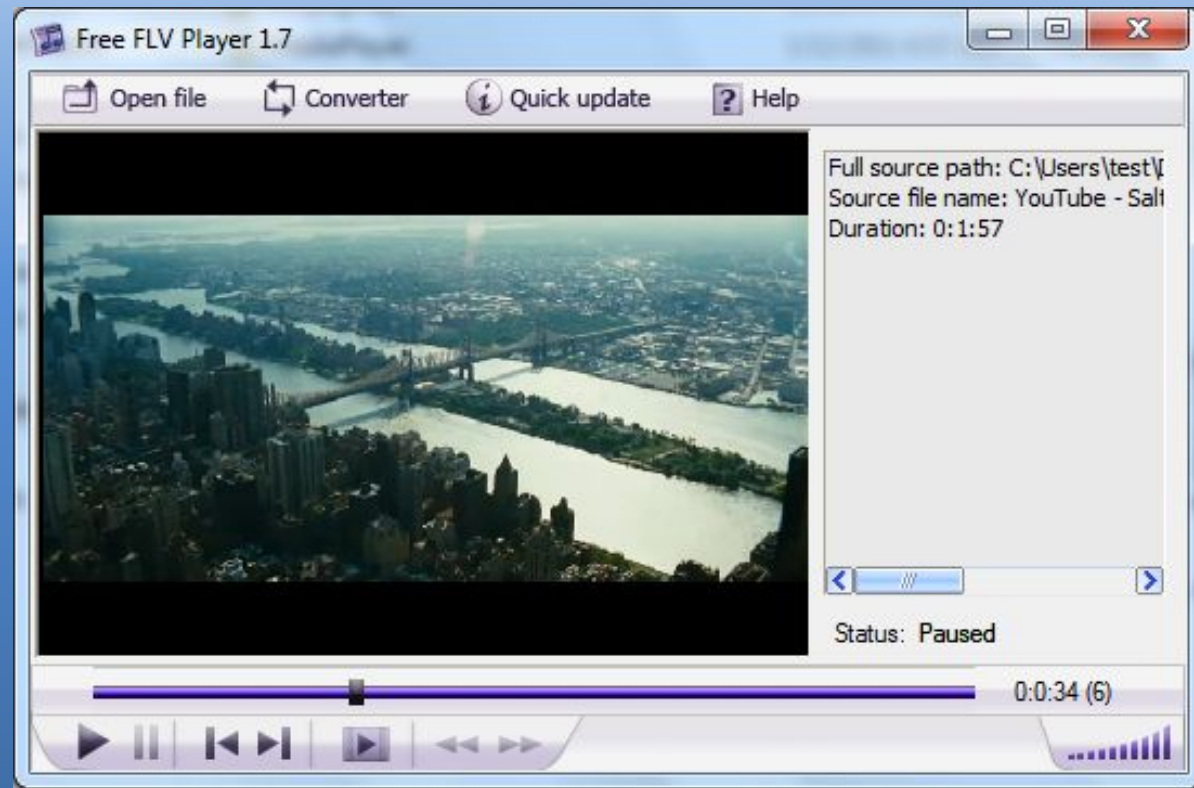 Free FLV Player 1.7
Open file
Converter
Quick update
Help
Full source path: C:\Users\test\
Source file name: YouTube - Salt
Duration: 0:1:57
Status: Paused
0:0:34 (6)